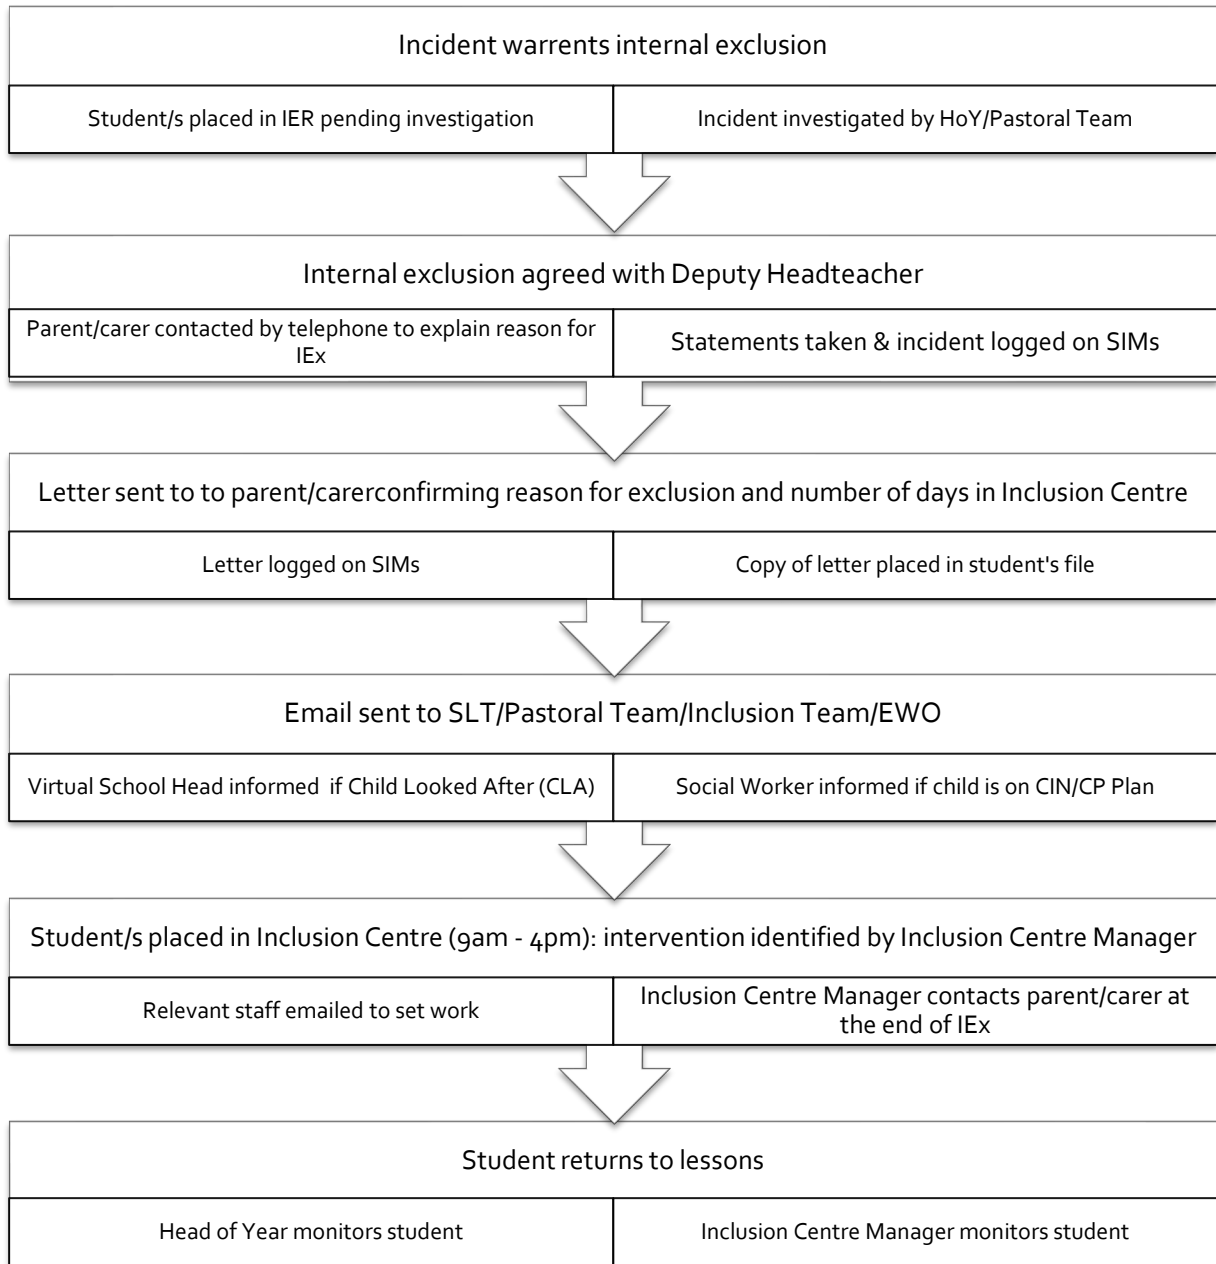 Incident warrents internal exclusion
Student/s placed in IER pending investigation
Incident investigated by HoY/Pastoral Team
Internal exclusion agreed with Deputy Headteacher
Parent/carer contacted by telephone to explain reason for
IEx
Statements taken & incident logged on SIMs
Letter sent to to parent/carerconfirming reason for exclusion and number of days in Inclusion Centre
Letter logged on SIMs
Copy of letter placed in student's file
Email sent to SLT/Pastoral Team/Inclusion Team/EWO
Virtual School Head informed  if Child Looked After (CLA)
Social Worker informed if child is on CIN/CP Plan
Student/s placed in Inclusion Centre (9am - 4pm): intervention identified by Inclusion Centre Manager
Relevant staff emailed to set work
Inclusion Centre Manager contacts parent/carer at
the end of IEx
Student returns to lessons
Head of Year monitors student
Inclusion Centre Manager monitors student